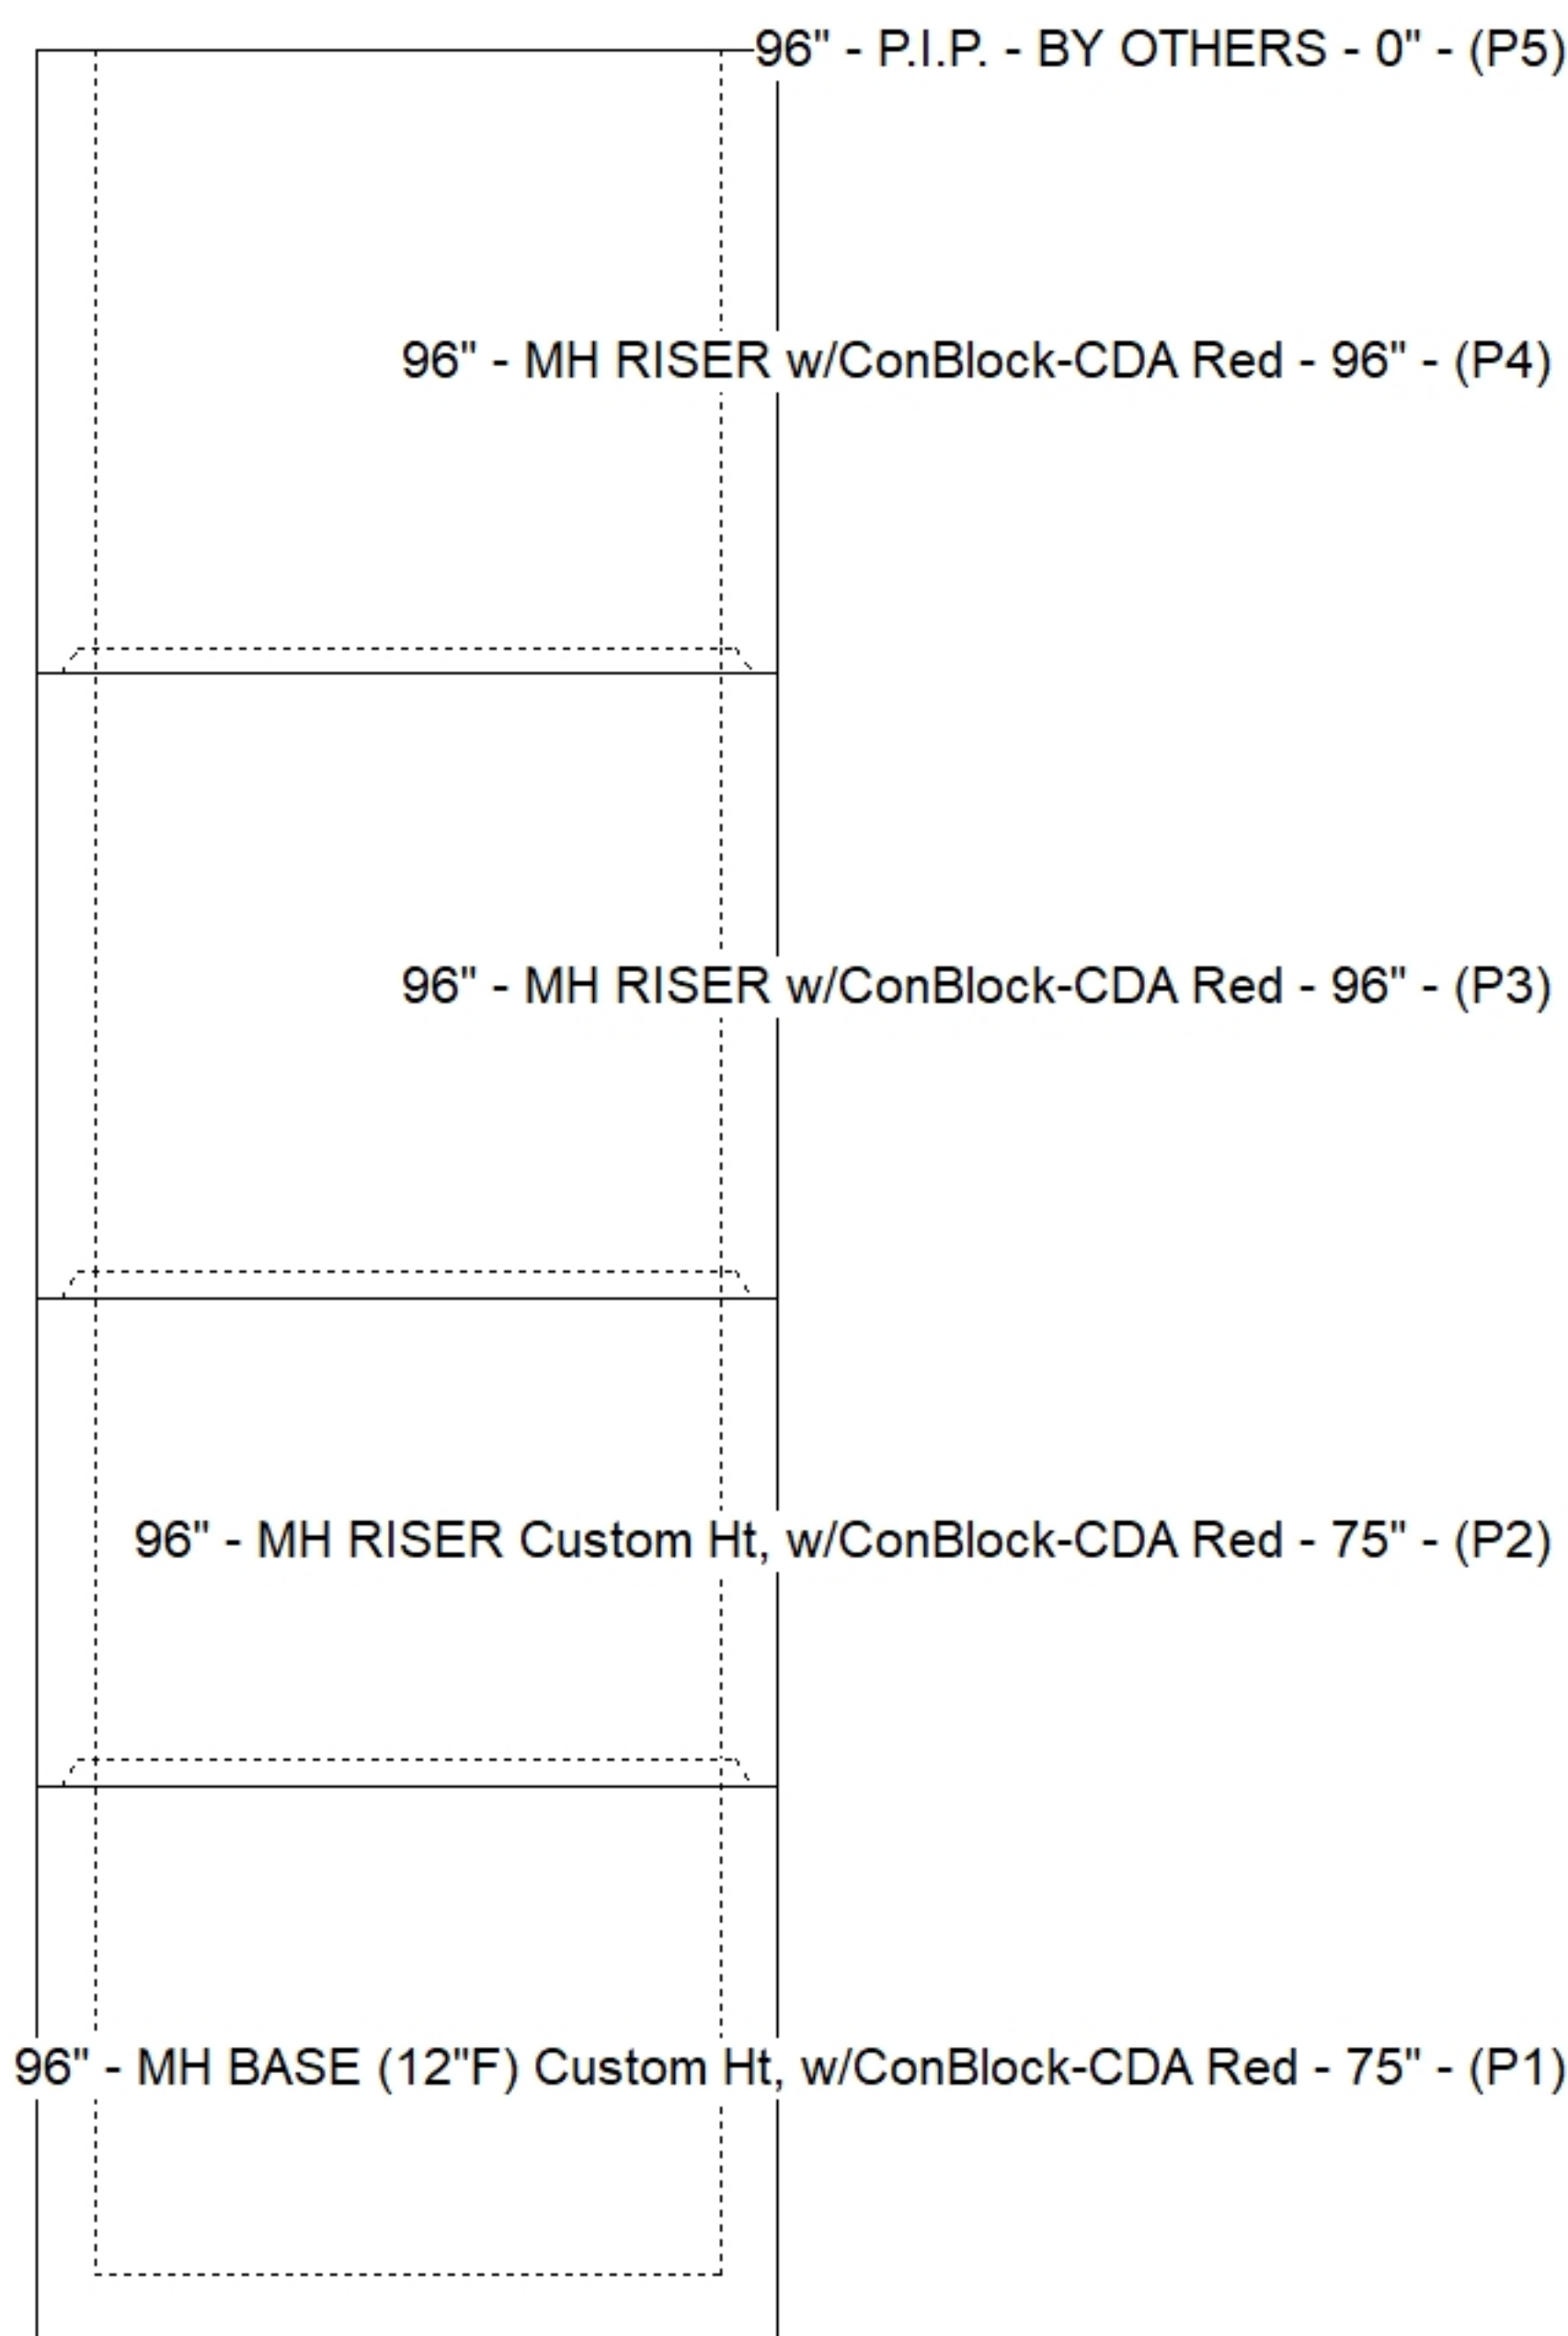 96" - P.I.P. - BY OTHERS - 0" - (P5)
96" - MH RISER w/ConBlock-CDA Red - 96" - (P4)
96" - MH RISER w/ConBlock-CDA Red - 96" - (P3)
96" - MH RISER Custom Ht, w/ConBlock-CDA Red - 75" - (P2)
96" - MH BASE (12"F) Custom Ht, w/ConBlock-CDA Red - 75" - (P1)